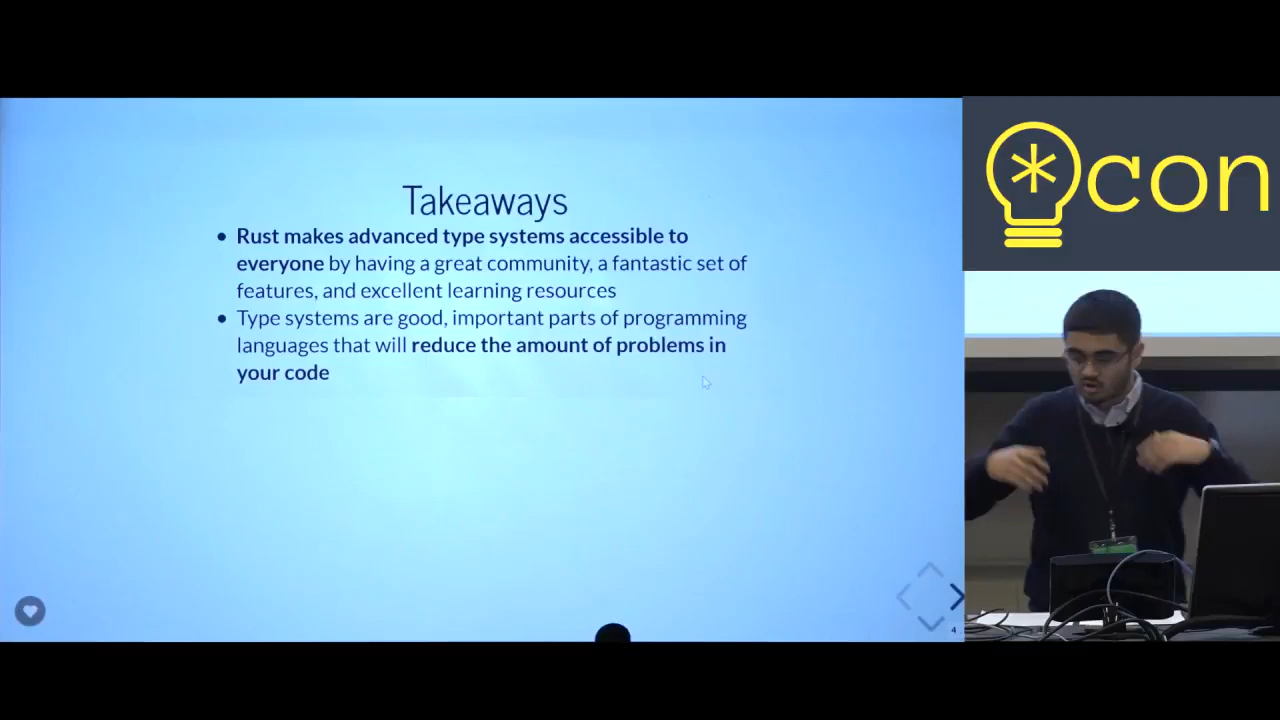 Takeaways
Rust makes advanced type systems accessible to
everyone by having a great community, a fantastic set of
features, and excellent learning resources
Type systems are good, important parts of programming
languages that will reduce the amount of problems in
your code
4
*con